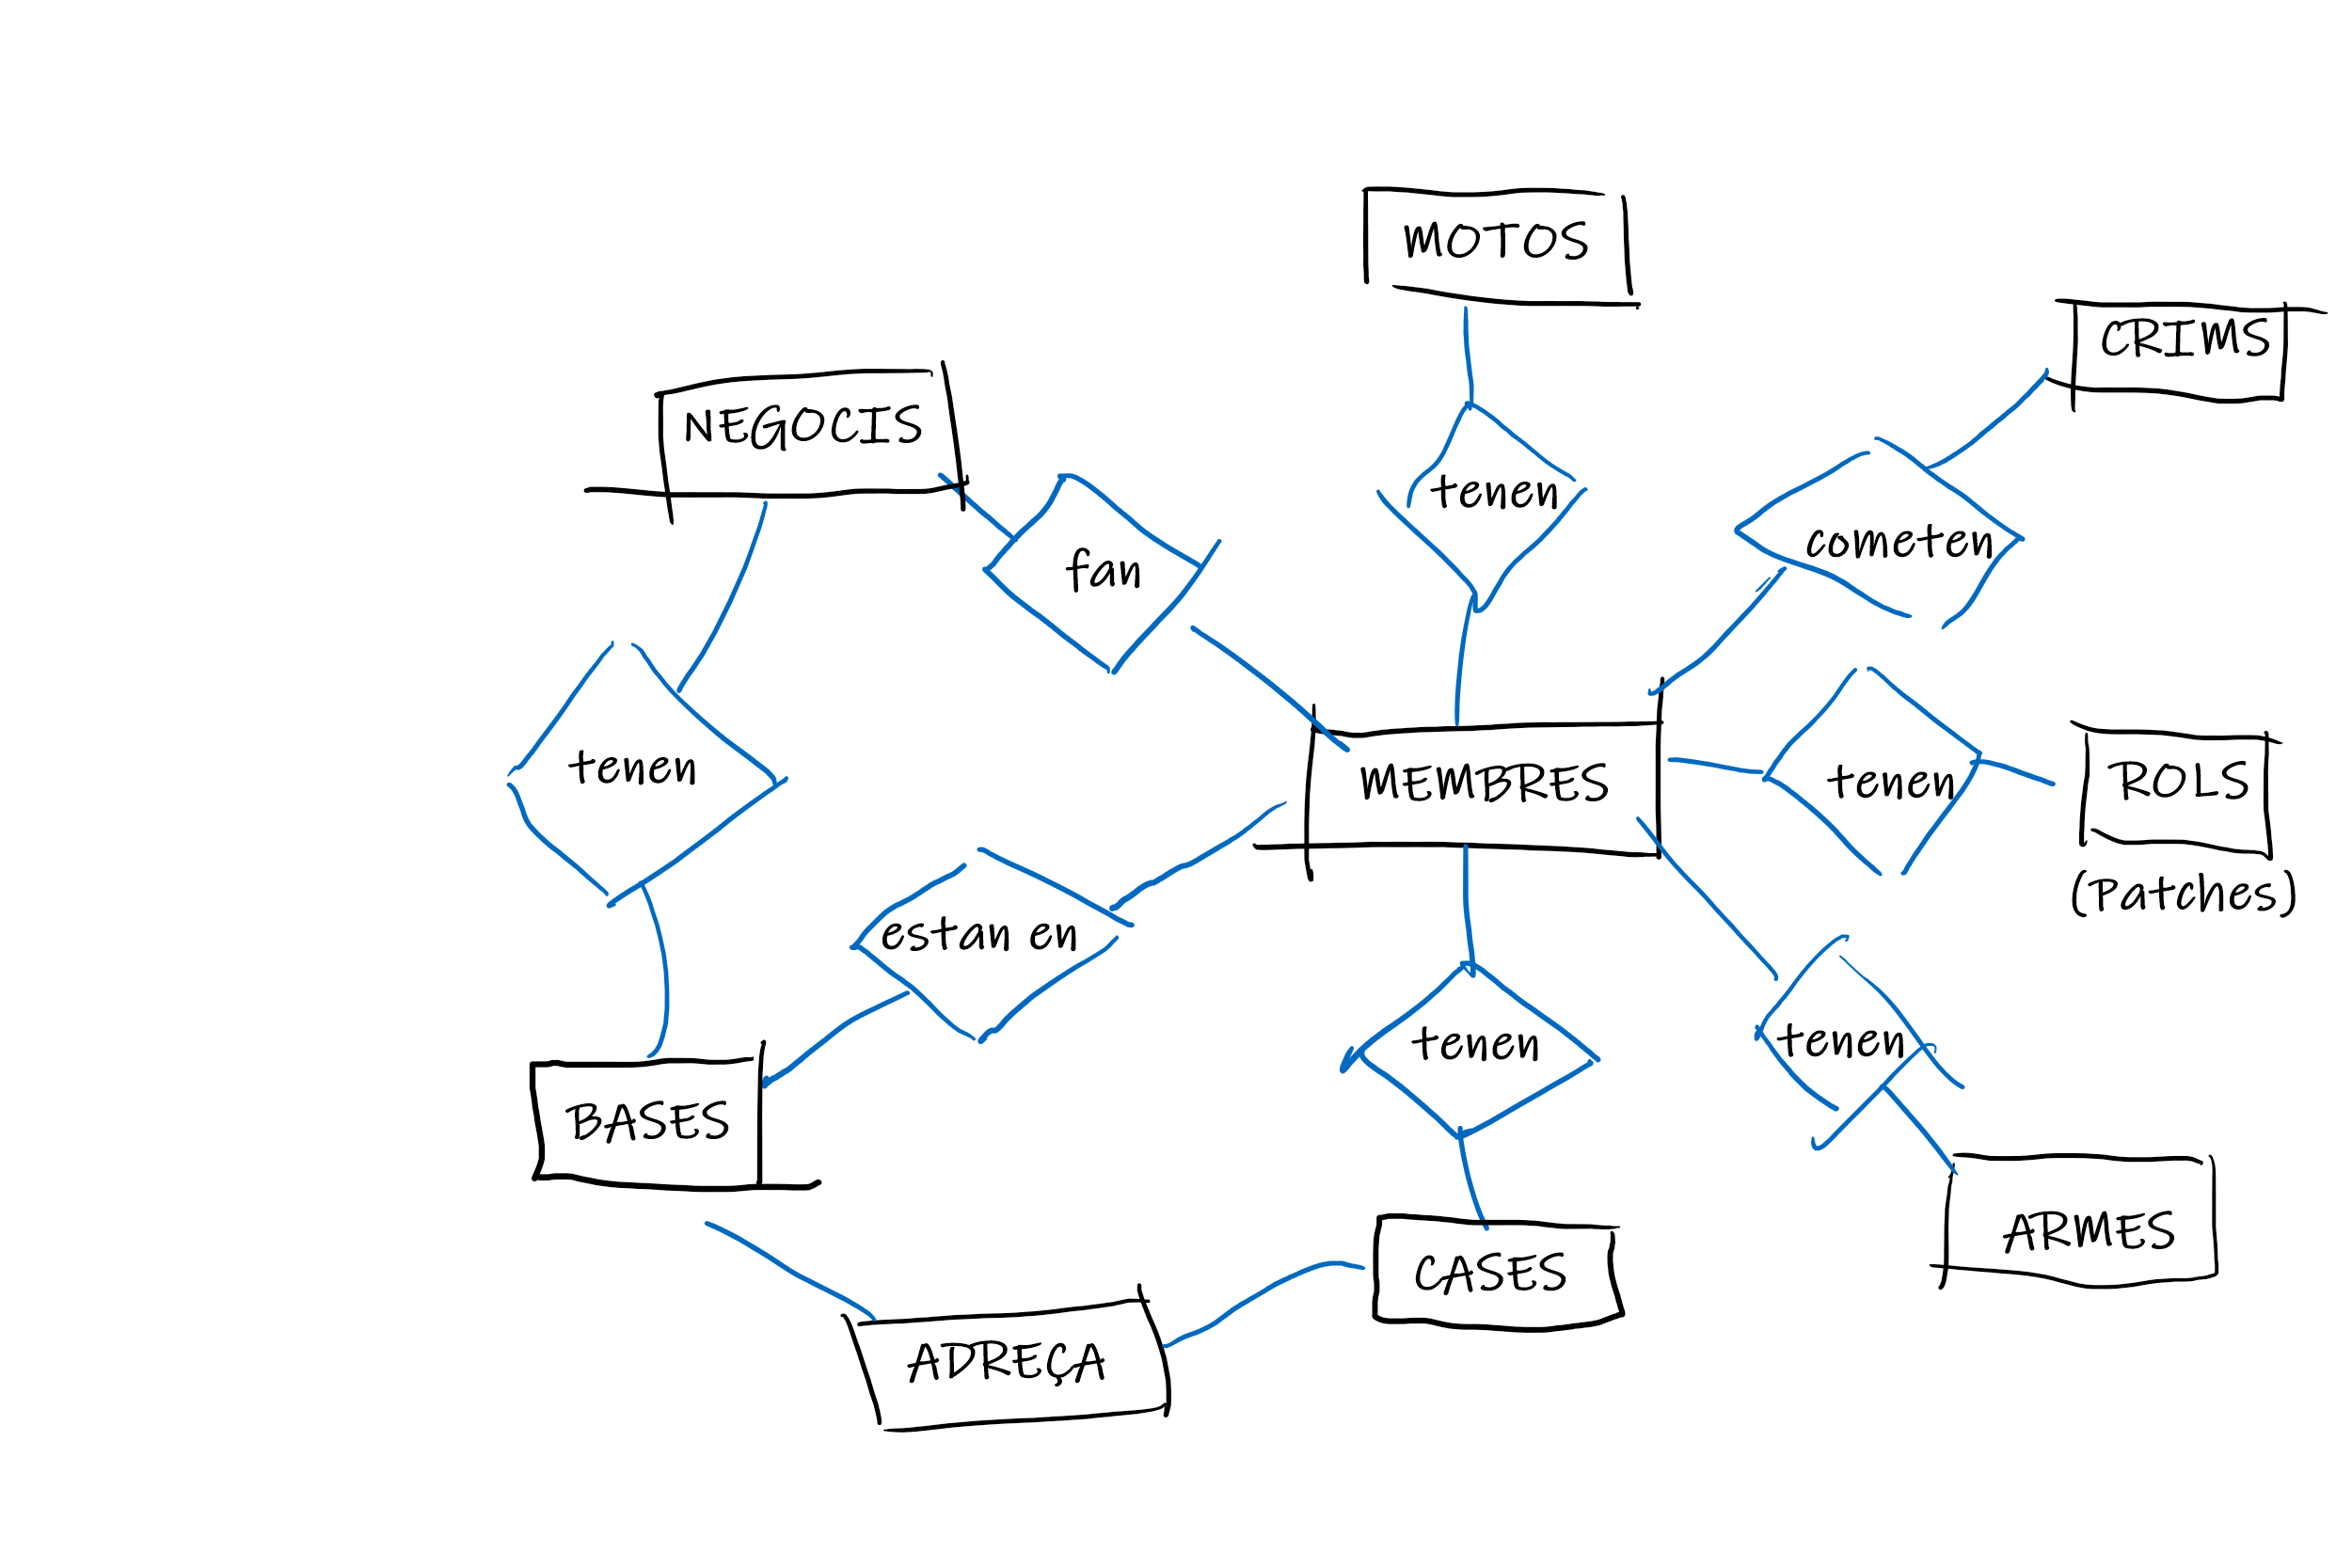 MOTOS
CRIMS
NEGOCIS
tenen
cometen
fan
tenen
MEMBRES
tenen
ROLS
(Patches)
estan en
tenen
tenen
BASES
ARMES
CASES
ADREÇA